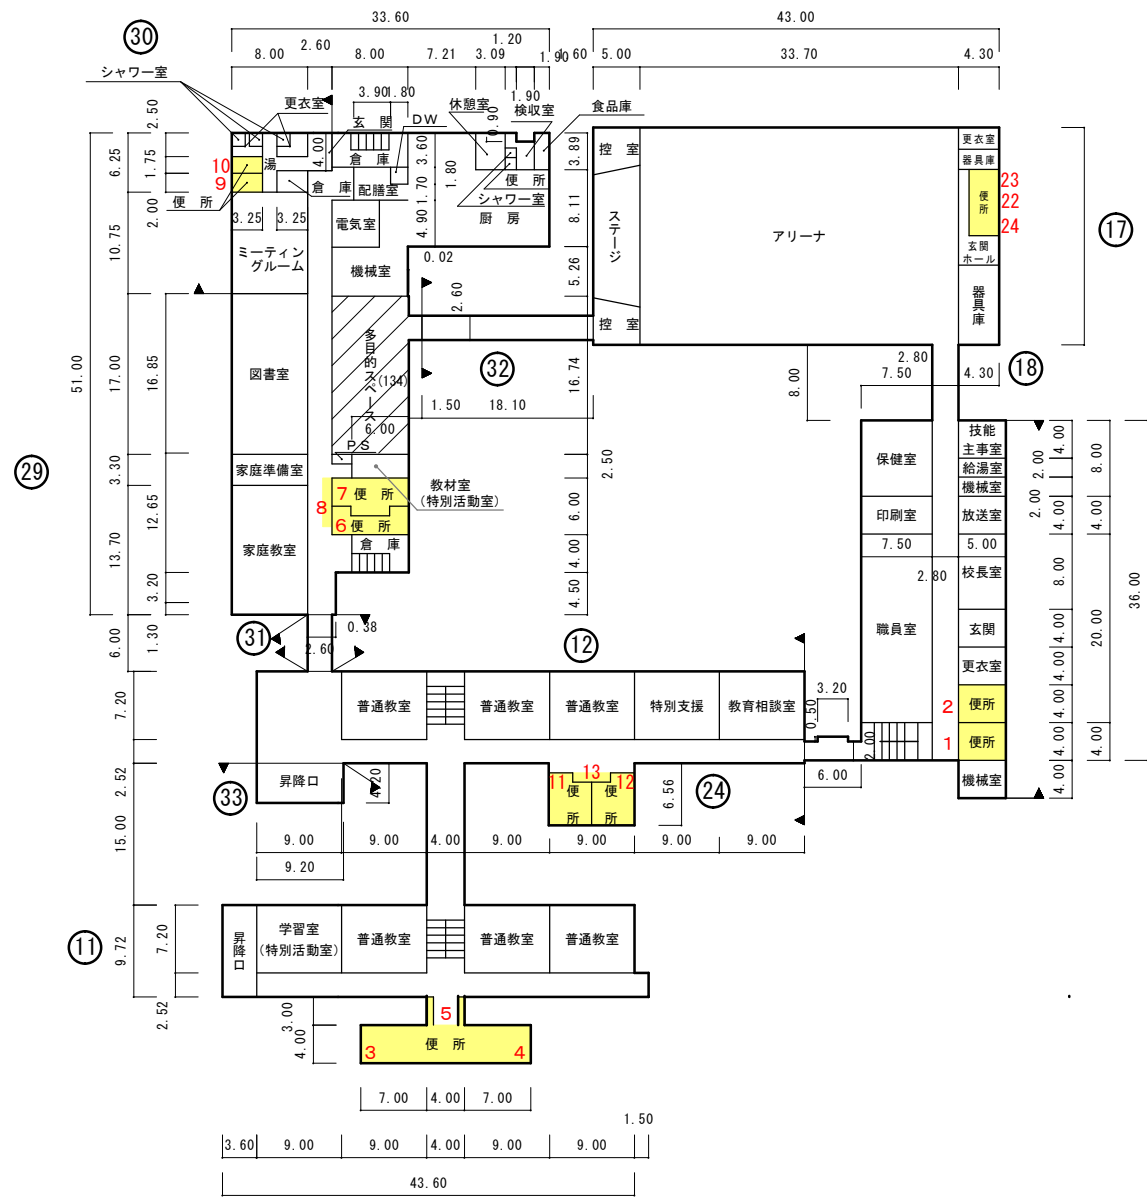 33.60
43.00
30
1.20
2.60
8.00
8.00
7.21
3.09
1.90
1.60
5.00
33.70
4.30
シャワー室
更衣室
3.90
1.80
休憩室
1.90
検収室
食品庫
玄 関
DW
0.90
2.50
6.25
1.75
2.00
10
9
湯
4.00
倉 庫
3.60
1.80
倉 庫
配膳室
1.70
4.90
便 所
シャワー室
厨 房
便 所
3.25
3.25
電気室
ミーティン
グルーム
機械室
10.75
0.02
3.89
8.11
5.26
控 室
ステージ
控 室
アリーナ
更衣室
器具庫
便所
23
22
24
玄関
ホール
器具庫
17
51.00
17.00
16.85
図書室
多目的スペース
(134)
2.60
32
16.74
1.50
18.10
6.00
8.00
2.80
7.50
4.30
18
29
3.30
家庭準備室
PS
教材室
(特別活動室)
2.50
7
便 所
8
6
便 所
倉 庫
12.65
13.70
家庭教室
3.20
6.00
4.00
4.50
保健室
技能
主事室
給湯室
機械室
印刷室
放送室
7.50
5.00
2.80
校長室
職員室
玄関
更衣室
2
便所
1
便所
機械室
4.00
2.00
2.00
8.00
4.00
4.00
8.00
20.00
36.00
4.00
4.00
4.00
4.00
4.00
4.00
6.00
1.30
31
0.38
2.60
12
7.20
普通教室
普通教室
普通教室
特別支援
教育相談室
3.20
0.50
2.00
6.00
2.52
33
昇降口
4.20
11
13
12
便所
便所
6.56
24
15.00
9.00
9.00
4.00
9.00
9.00
9.00
9.00
9.20
11
9.72
7.20
昇降口
学習室
(特別活動室)
普通教室
普通教室
普通教室
2.52
3.00
4.00
5
3
便 所
4
7.00
4.00
7.00
1.50
3.60
9.00
9.00
4.00
9.00
9.00
43.60